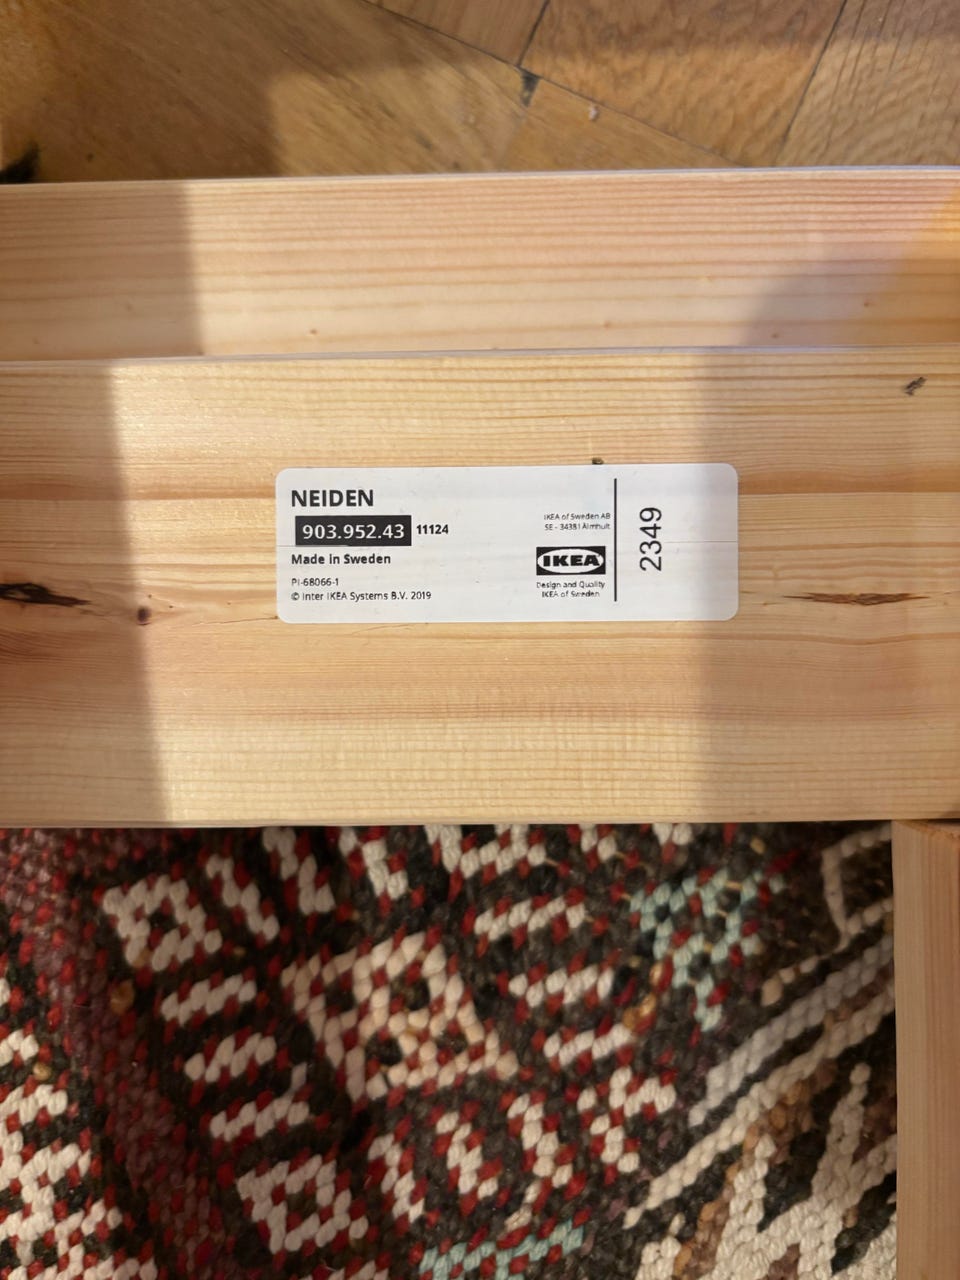 NEIDEN
903.952.43 11124
Made in Sweden
PI-68066-1
© Inter IKEA Systems B.V. 2019
IKEA of Sweden AB
SE - 34381 Älmhult
IKEA
Design and Quality
IKEA of Sweden
2349